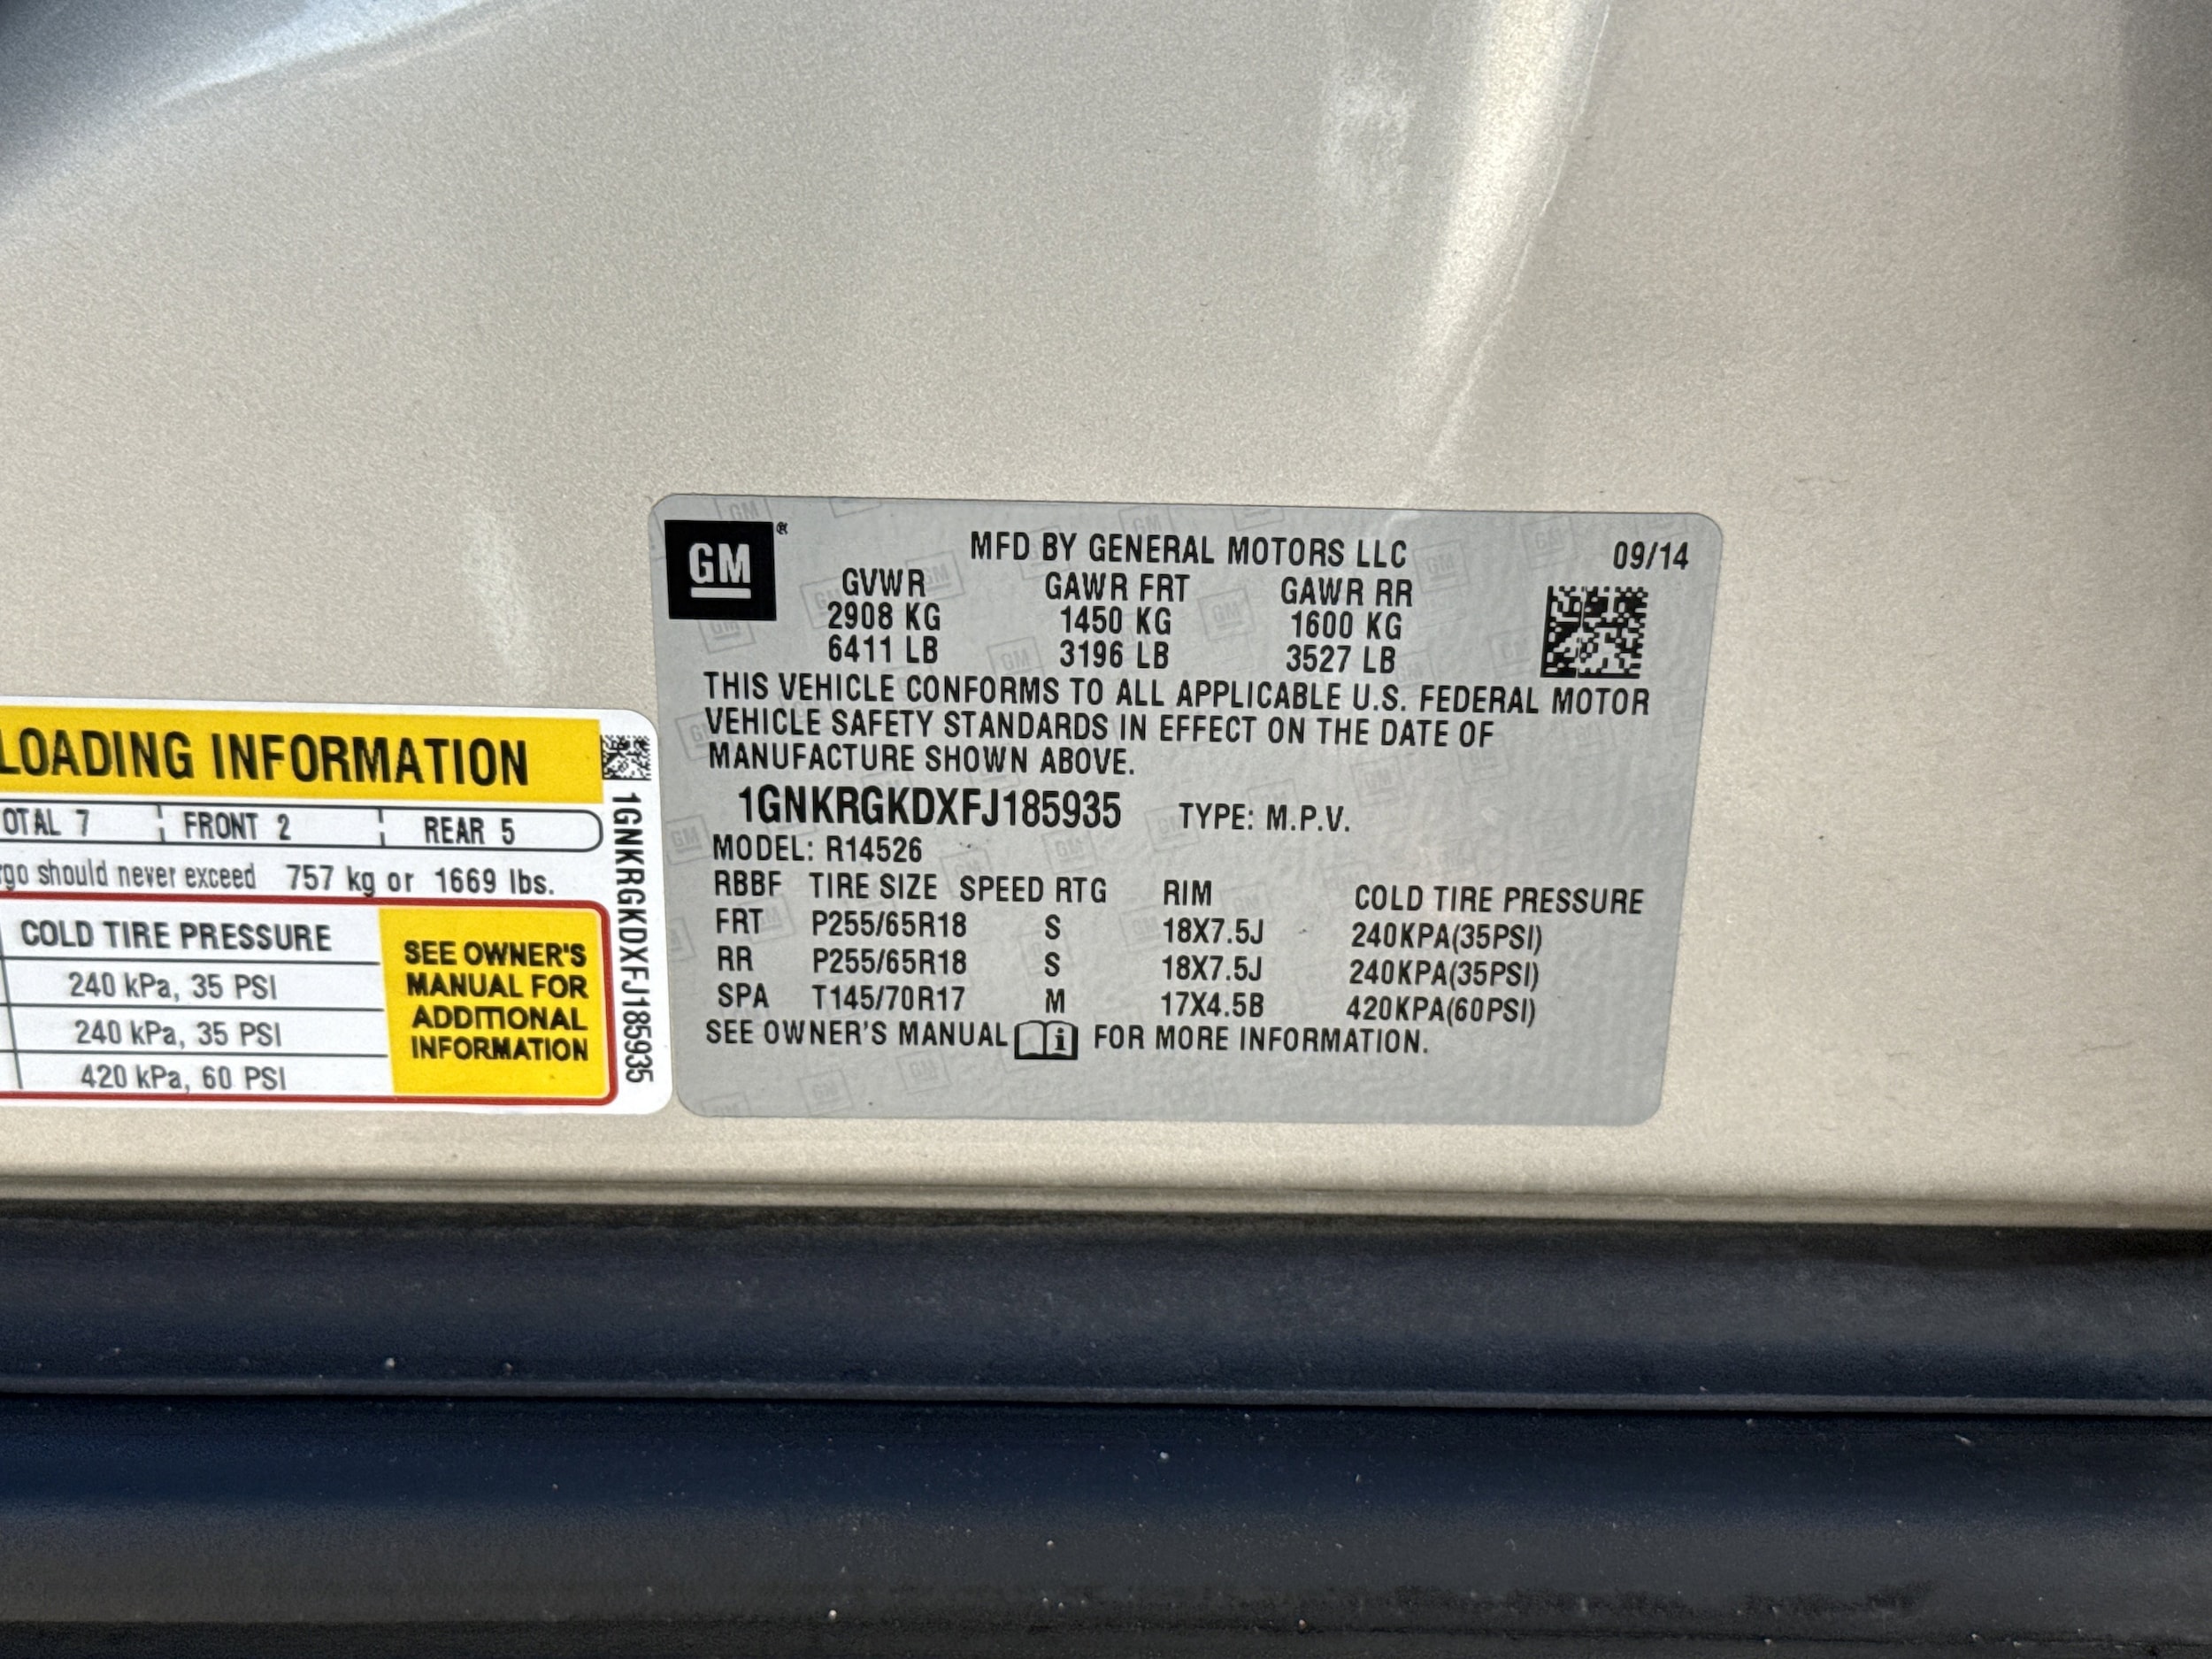 GM®
MFD BY GENERAL MOTORS LLC 09/14
GVWR GAWR FRT GAWR RR
2908 KG 1450 KG 1600 KG
6411 LB 3196 LB 3527 LB
THIS VEHICLE CONFORMS TO ALL APPLICABLE U.S. FEDERAL MOTOR
VEHICLE SAFETY STANDARDS IN EFFECT ON THE DATE OF
MANUFACTURE SHOWN ABOVE.
1GNKRGKDXFJ185935 TYPE: M.P.V.
MODEL: R14526
RBBF TIRE SIZE SPEED RTG RIM COLD TIRE PRESSURE
FRT P255/65R18 S 18X7.5J 240KPA(35PSI)
RR P255/65R18 S 18X7.5J 240KPA(35PSI)
SPA T145/70R17 M 17X4.5B 420KPA(60PSI)
SEE OWNER'S MANUAL i FOR MORE INFORMATION.
LOADING INFORMATION
OTAL 7 FRONT 2 REAR 5
rgo should never exceed 757 kg or 1669 lbs.
COLD TIRE PRESSURE
240 kPa, 35 PSI
240 kPa, 35 PSI
420 kPa, 60 PSI
SEE OWNER'S
MANUAL FOR
ADDITIONAL
INFORMATION
1GNKRGKDXFJ185935